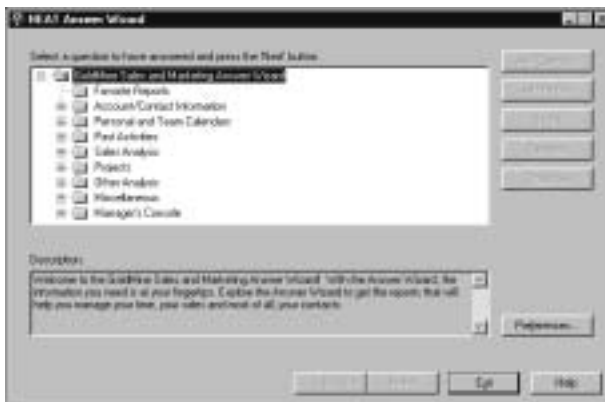 HEAT Answer Wizard
Select a question to have answered and press the 'Next' button.
GoldMine Sales and Marketing Answer Wizard
Favorite Reports
Account/Contact Information
Personal and Team Calendars
Past Activities
Sales Analysis
Projects
Other Analysis
Miscellaneous
Manager's Console
Description:
Welcome to the GoldMine Sales and Marketing Answer Wizard! With the Answer Wizard, the
information you need is at your fingertips. Explore the Answer Wizard to get the reports that will
help you manage your time, your sales and most of all, your contacts.
Preferences...
Exit
Help